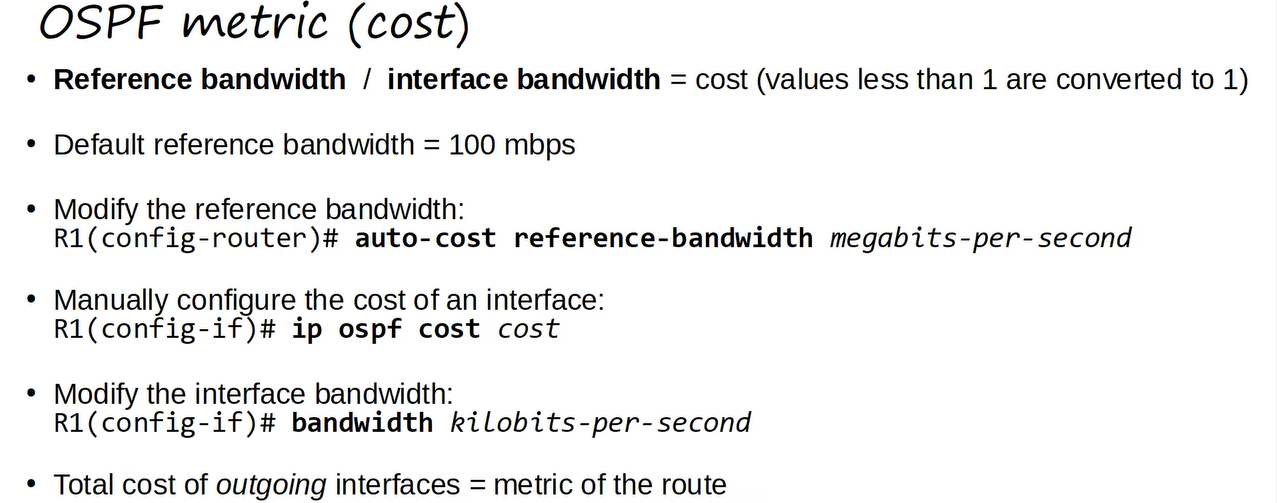 OSPF metric (cost)
• Reference bandwidth / interface bandwidth = cost (values less than 1 are converted to 1)
• Default reference bandwidth = 100 mbps
• Modify the reference bandwidth:
R1(config-router)# auto-cost reference-bandwidth megabits-per-second
• Manually configure the cost of an interface:
R1(config-if)# ip ospf cost cost
• Modify the interface bandwidth:
R1(config-if)# bandwidth kilobits-per-second
• Total cost of outgoing interfaces = metric of the route